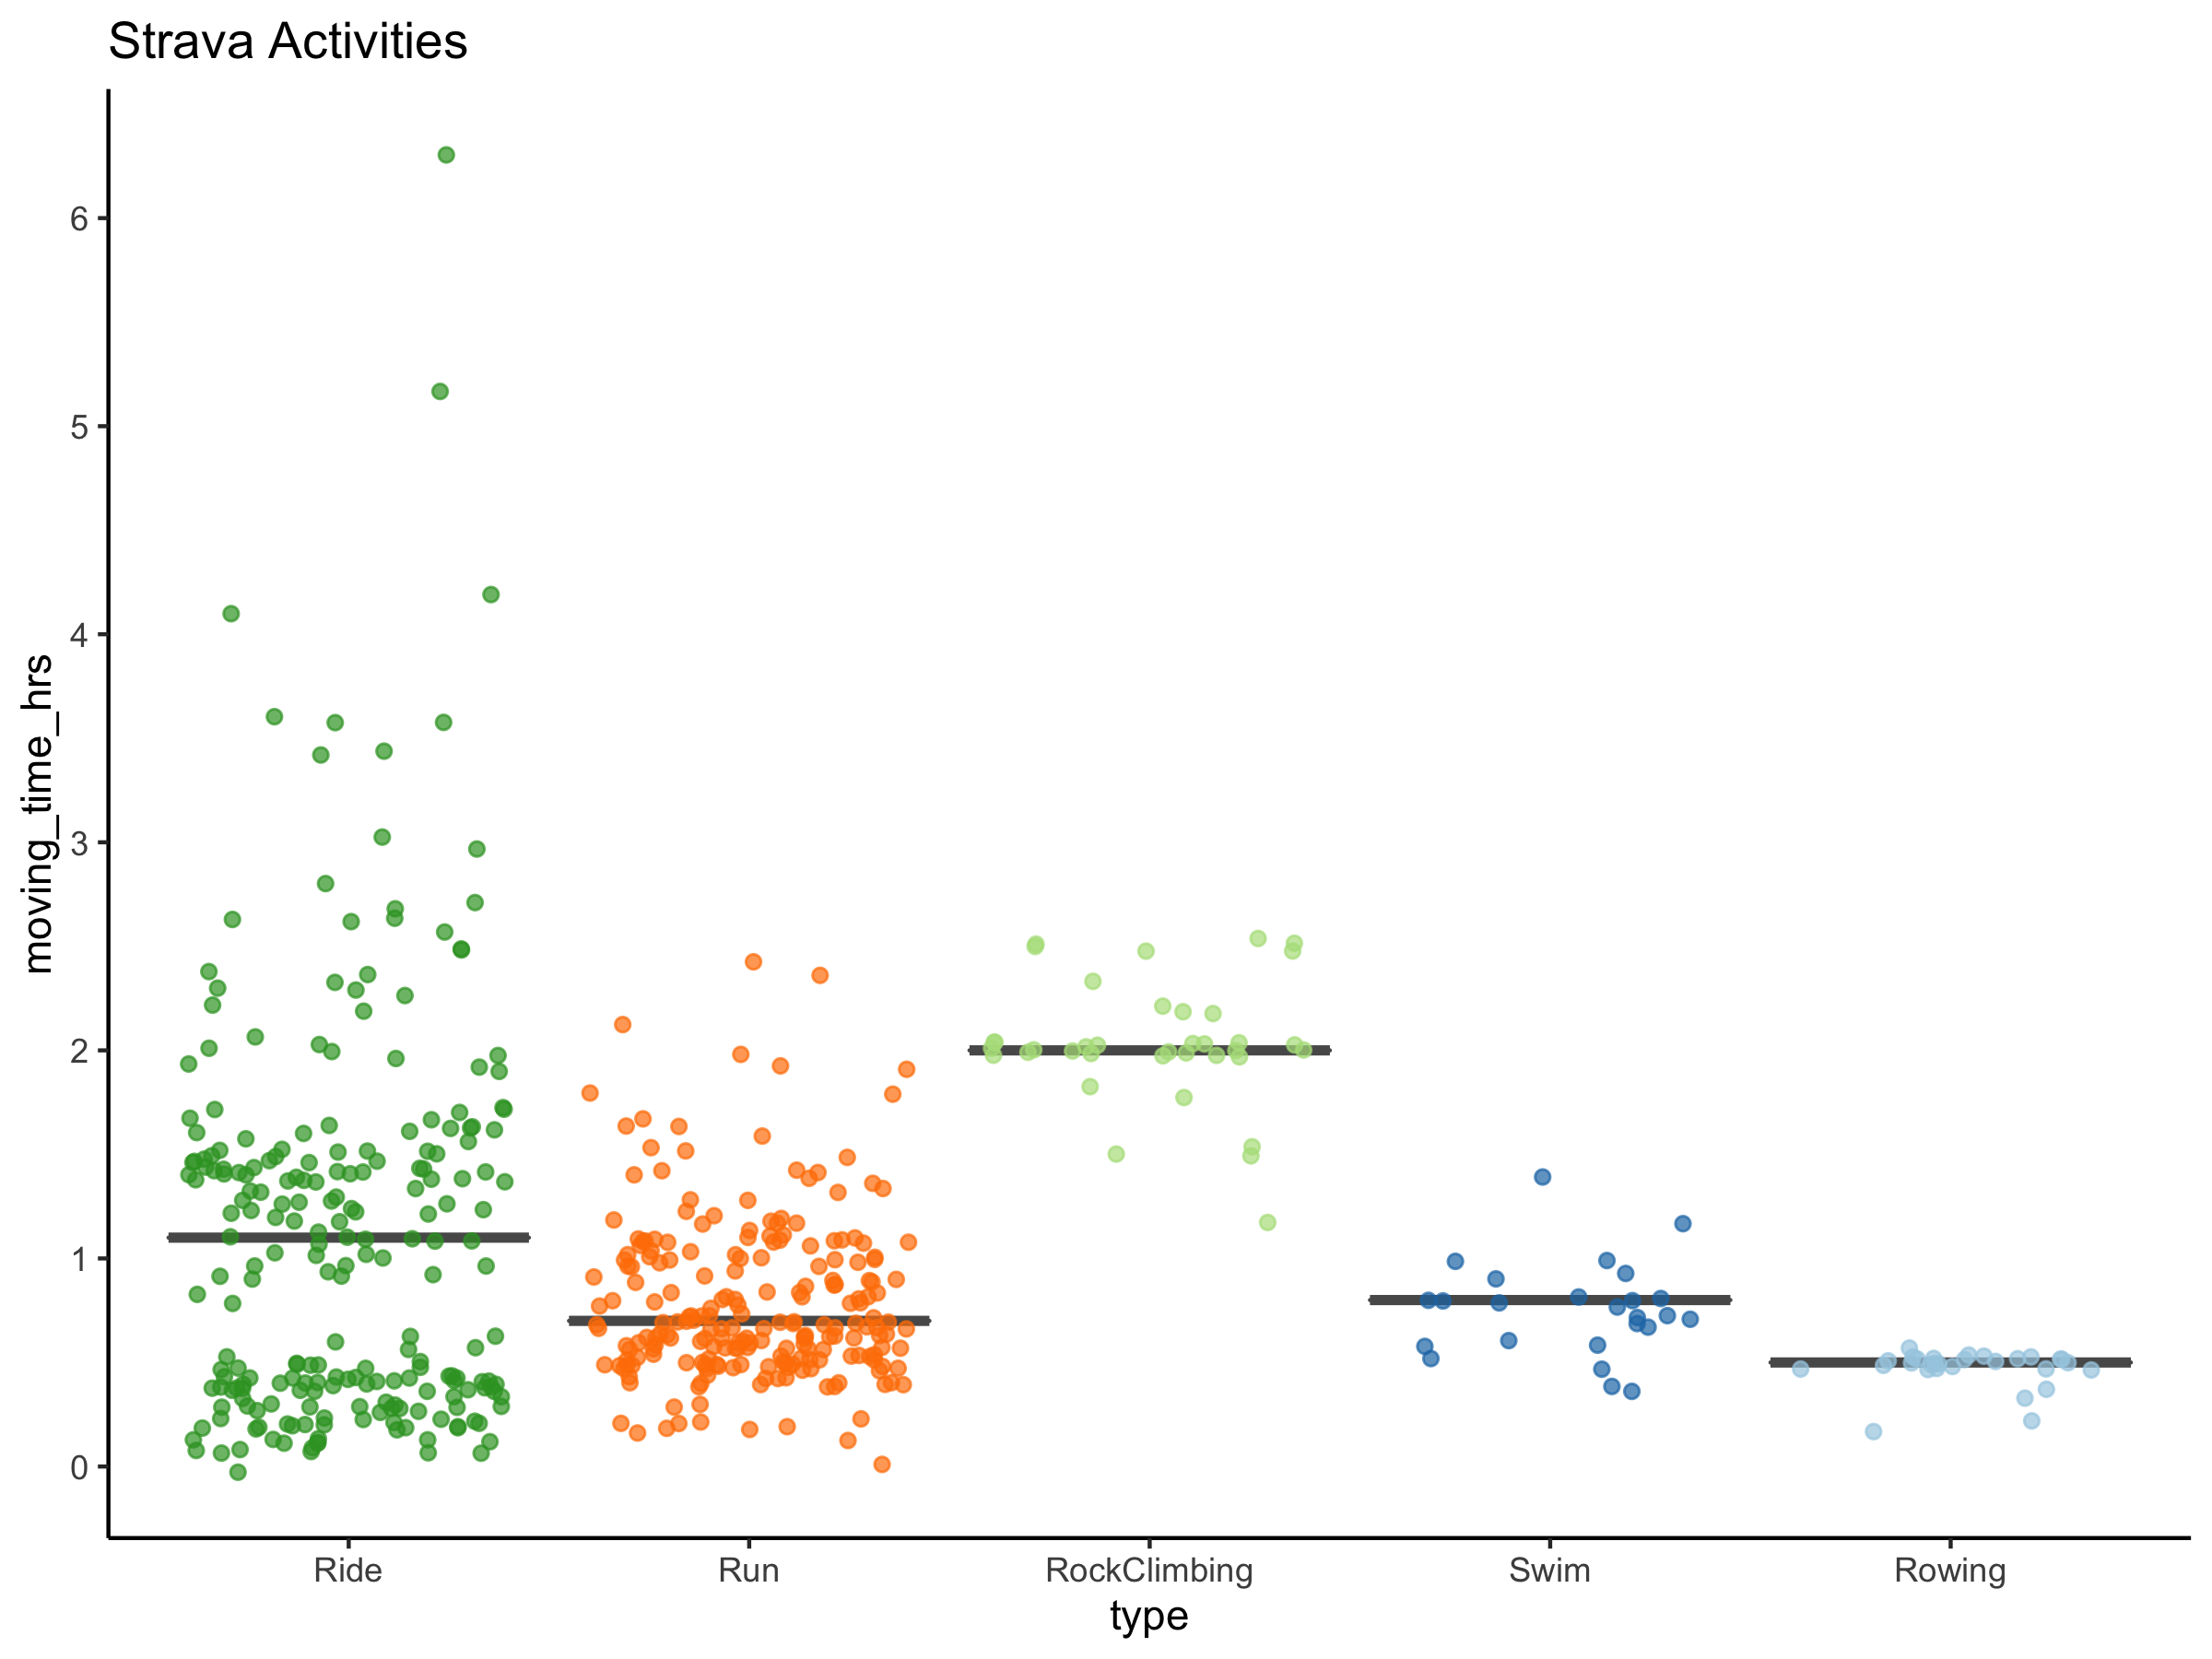 Strava Activities
moving_time_hrs
6
5
4
3
2
1
0
Ride Run RockClimbing Swim Rowing
type